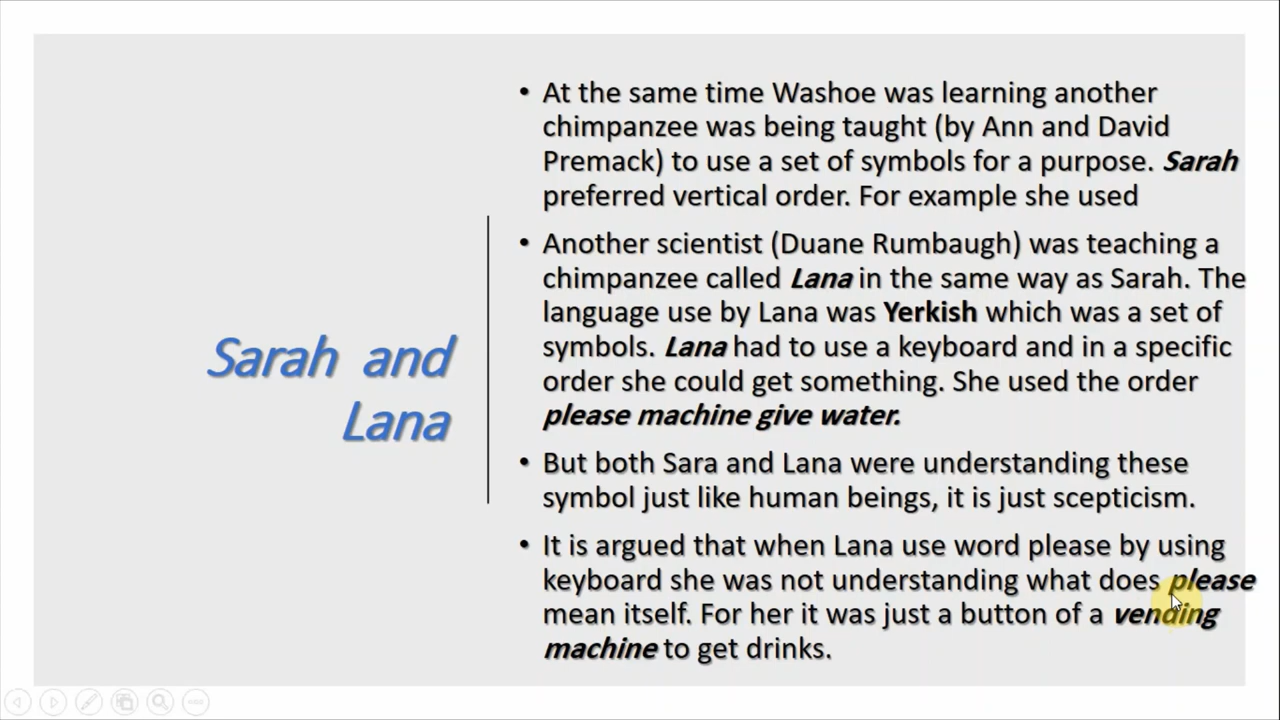 Sarah and
Lana
• At the same time Washoe was learning another
chimpanzee was being taught (by Ann and David
Premack) to use a set of symbols for a purpose. Sarah
preferred vertical order. For example she used
• Another scientist (Duane Rumbaugh) was teaching a
chimpanzee called Lana in the same way as Sarah. The
language use by Lana was Yerkish which was a set of
symbols. Lana had to use a keyboard and in a specific
order she could get something. She used the order
please machine give water.
• But both Sara and Lana were understanding these
symbol just like human beings, it is just scepticism.
• It is argued that when Lana use word please by using
keyboard she was not understanding what does please
mean itself. For her it was just a button of a vending
machine to get drinks.